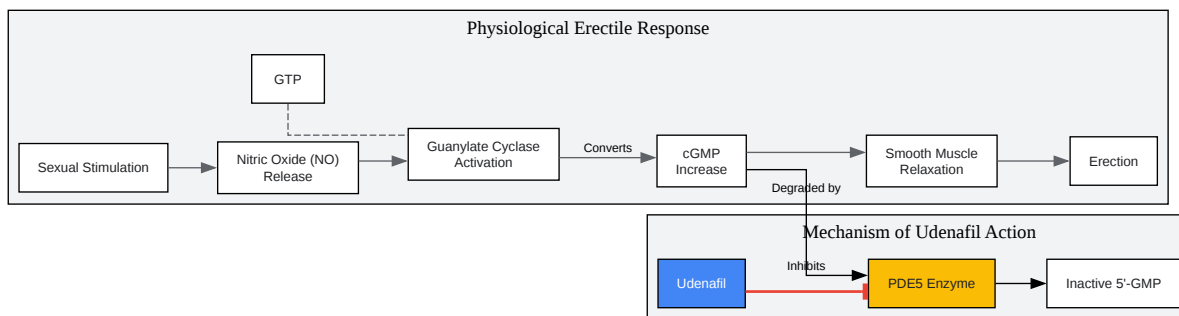 Physiological Erectile Response
GTP
Sexual Stimulation
Nitric Oxide (NO)
Release
Guanylate Cyclase
Activation
Converts
cGMP
Increase
Smooth Muscle
Relaxation
Erection
Degraded by
Mechanism of Udenafil Action
Udenafil
Inhibits
PDE5 Enzyme
Inactive 5'-GMP